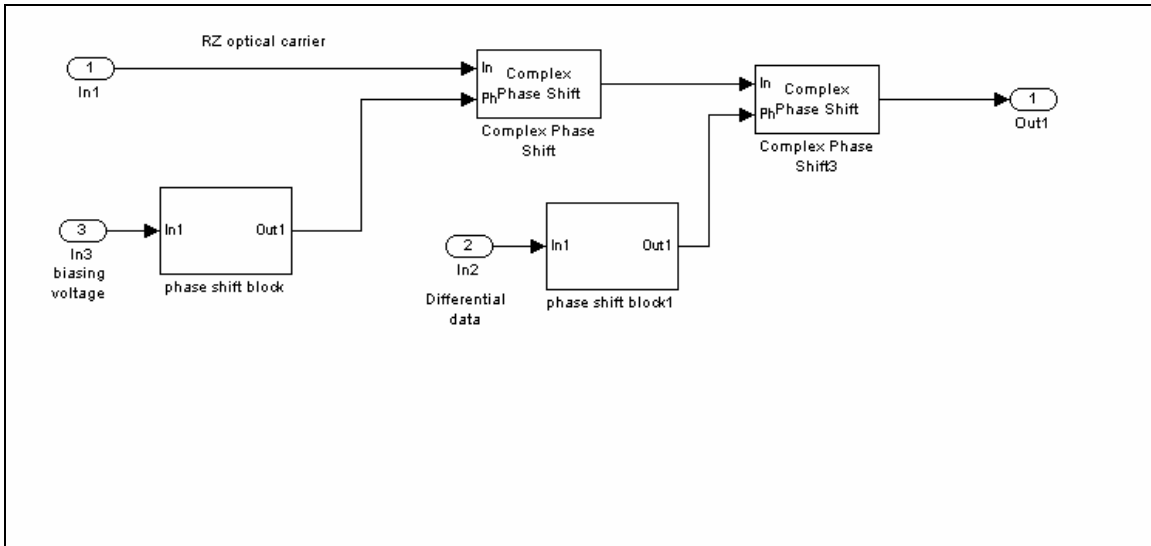 RZ optical carrier
1
In1
In
Ph
Complex
Phase Shift
Complex Phase
Shift
In
Ph
Complex
Phase Shift
Complex Phase
Shift3
1
Out1
3
In3
biasing
voltage
In1
Out1
phase shift block
2
In2
Differential
data
In1
Out1
phase shift block1